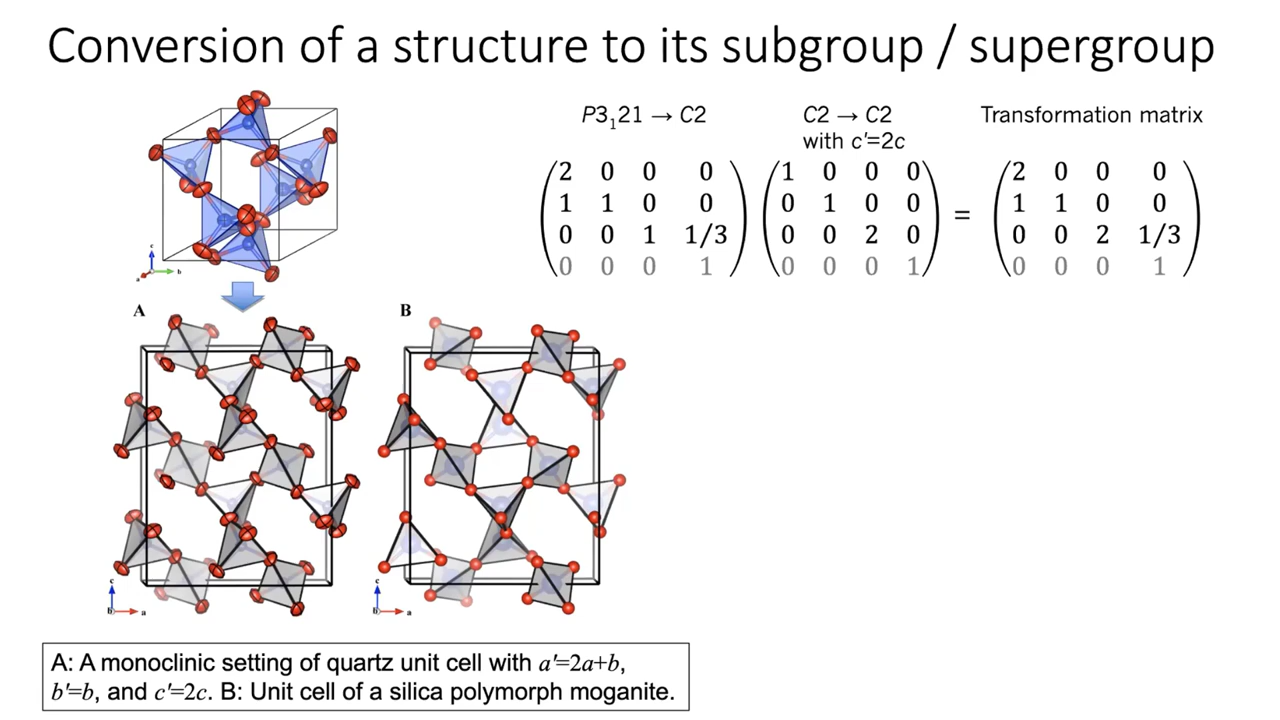 Conversion of a structure to its subgroup / supergroup
P3₁21 → C2
C2 → C2
with c'=2c
Transformation matrix
2 0 0 0
1 1 0 0
0 0 1 1/3
0 0 0 1
1 0 0 0
0 1 0 0
0 0 2 0
0 0 0 1
=
2 0 0 0
1 1 0 0
0 0 2 1/3
0 0 0 1
c
a
b
A
B
c
b
a
c
b
a
A: A monoclinic setting of quartz unit cell with a'=2a+b,
b'=b, and c'=2c. B: Unit cell of a silica polymorph moganite.